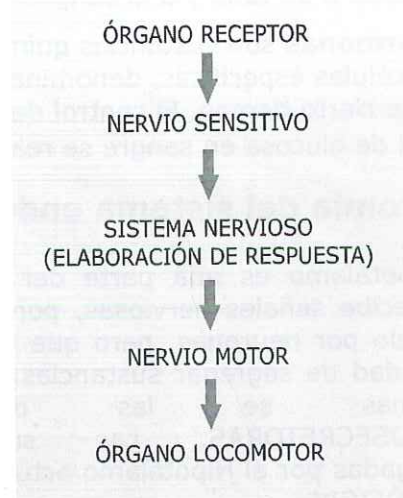 ÓRGANO RECEPTOR
NERVIO SENSITIVO
SISTEMA NERVIOSO
(ELABORACIÓN DE RESPUESTA)
NERVIO MOTOR
ÓRGANO LOCOMOTOR